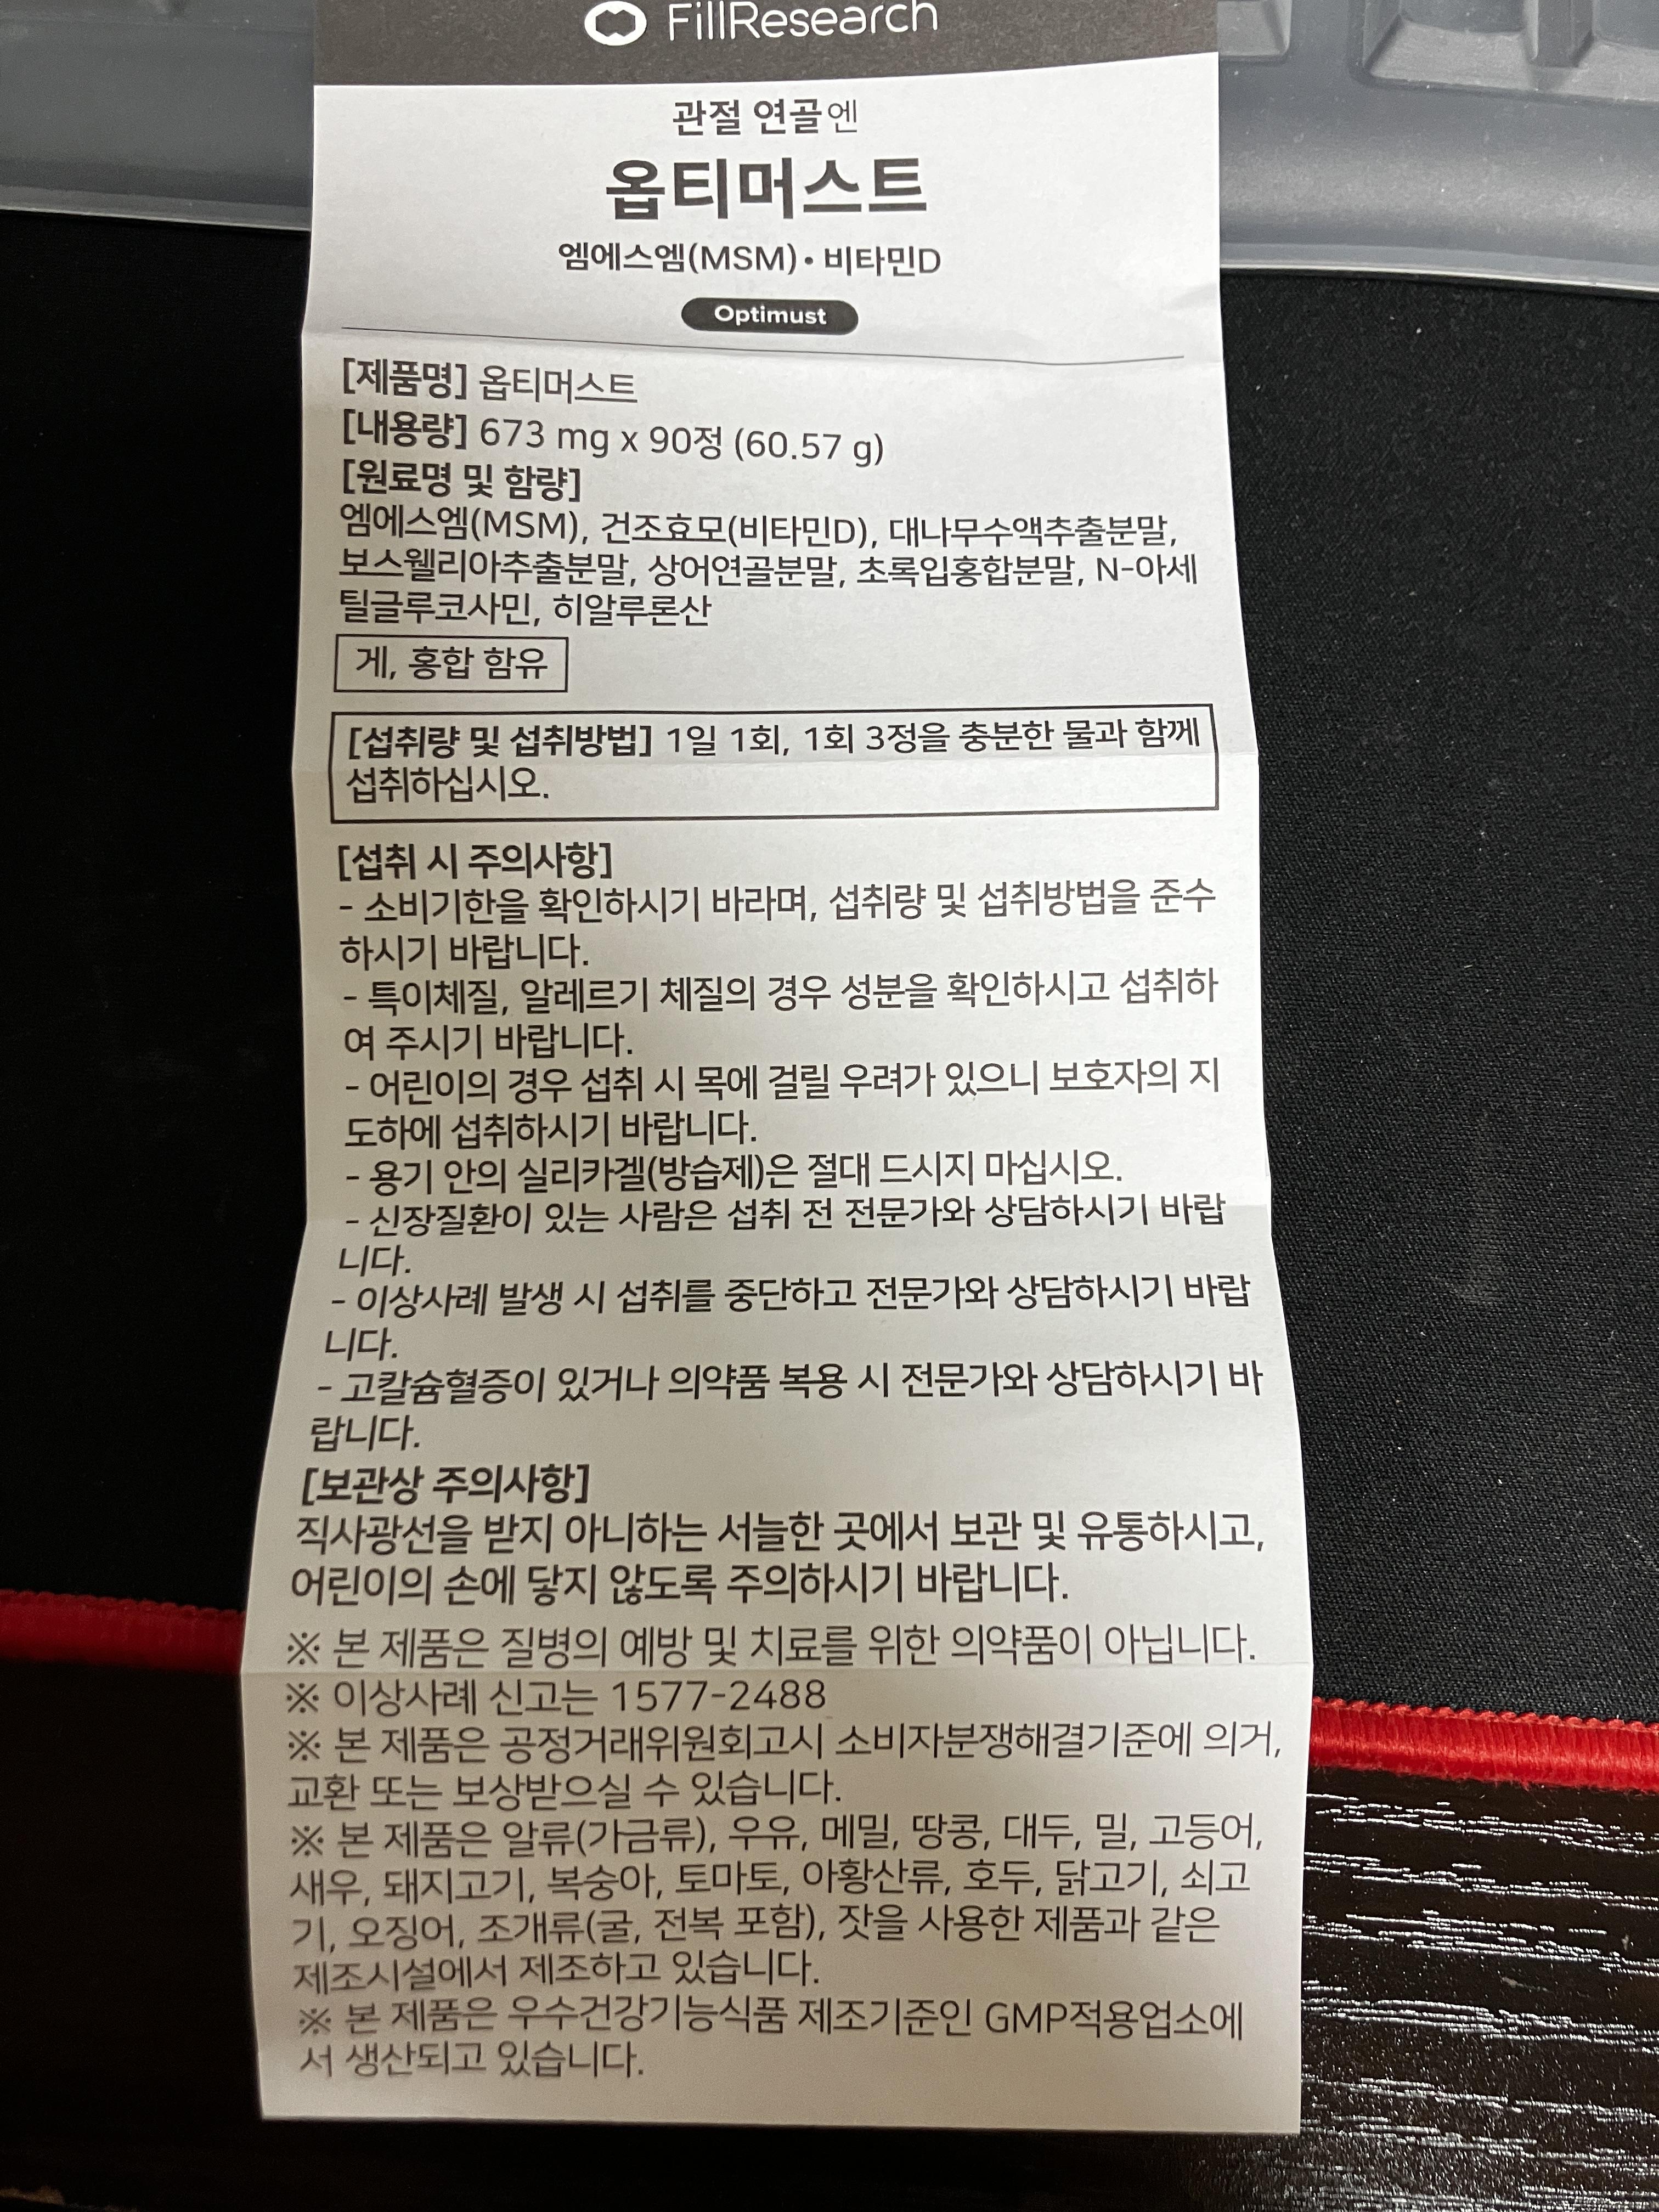 FillResearch
관절 연골엔
옵티머스트
엠에스엠(MSM)•비타민D
Optimust
[제품명] 옵티머스트
[내용량] 673 mg x 90정 (60.57 g)
[원료명 및 함량]
엠에스엠(MSM), 건조효모(비타민D), 대나무수액추출분말,
보스웰리아추출분말, 상어연골분말, 초록입홍합분말, N-아세
틸글루코사민, 히알루론산
게, 홍합 함유
[섭취량 및 섭취방법] 1일 1회, 1회 3정을 충분한 물과 함께
섭취하십시오.
[섭취 시 주의사항]
- 소비기한을 확인하시기 바라며, 섭취량 및 섭취방법을 준수
하시기 바랍니다.
- 특이체질, 알레르기 체질의 경우 성분을 확인하시고 섭취하
여 주시기 바랍니다.
- 어린이의 경우 섭취 시 목에 걸릴 우려가 있으니 보호자의 지
도하에 섭취하시기 바랍니다.
- 용기 안의 실리카겔(방습제)은 절대 드시지 마십시오.
- 신장질환이 있는 사람은 섭취 전 전문가와 상담하시기 바랍
니다.
- 이상사례 발생 시 섭취를 중단하고 전문가와 상담하시기 바랍
니다.
- 고칼슘혈증이 있거나 의약품 복용 시 전문가와 상담하시기 바
랍니다.
[보관상 주의사항]
직사광선을 받지 아니하는 서늘한 곳에서 보관 및 유통하시고,
어린이의 손에 닿지 않도록 주의하시기 바랍니다.
※ 본 제품은 질병의 예방 및 치료를 위한 의약품이 아닙니다.
※ 이상사례 신고는 1577-2488
※ 본 제품은 공정거래위원회고시 소비자분쟁해결기준에 의거,
교환 또는 보상받으실 수 있습니다.
※ 본 제품은 알류(가금류), 우유, 메밀, 땅콩, 대두, 밀, 고등어,
새우, 돼지고기, 복숭아, 토마토, 아황산류, 호두, 닭고기, 쇠고
기, 오징어, 조개류(굴, 전복 포함), 잣을 사용한 제품과 같은
제조시설에서 제조하고 있습니다.
※ 본 제품은 우수건강기능식품 제조기준인 GMP적용업소에
서 생산되고 있습니다.